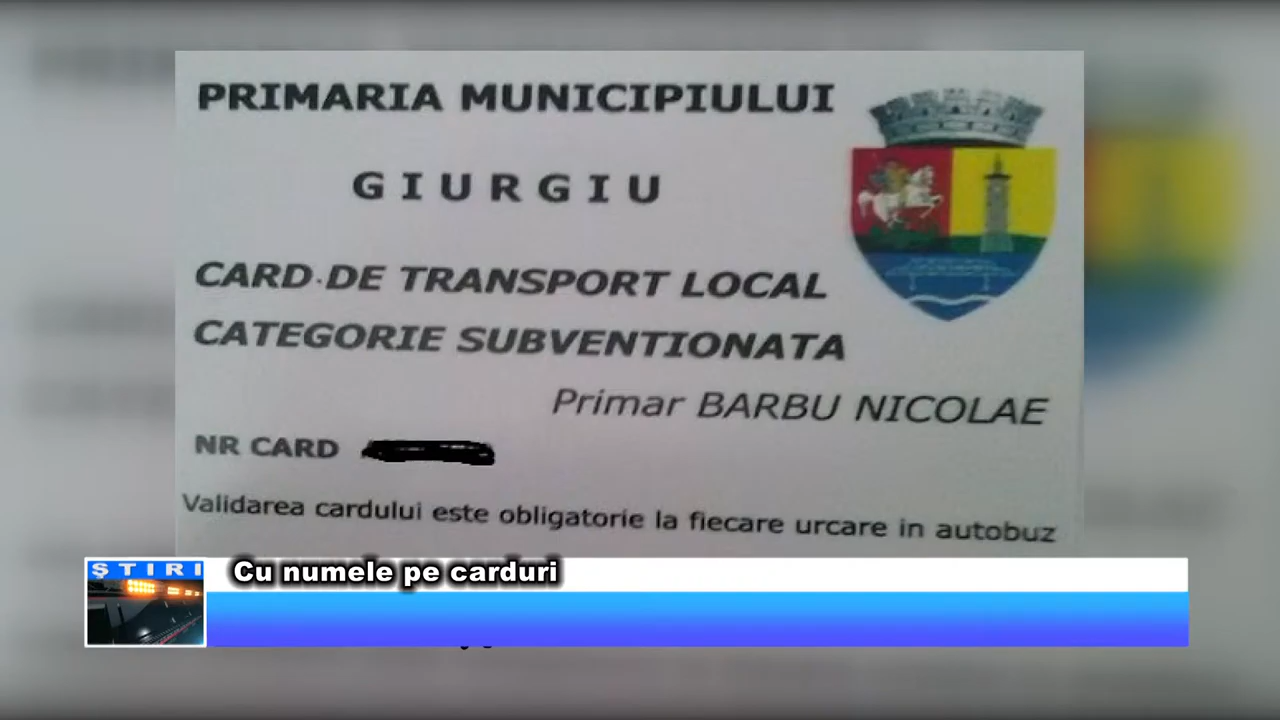 PRIMARIA MUNICIPIULUI
GIURGIU
CARD DE TRANSPORT LOCAL
CATEGORIE SUBVENTIONATA
Primar BARBU NICOLAE
NR CARD
Validarea cardului este obligatorie la fiecare urcare in autobuz
ȘTIRI
Cu numele pe carduri